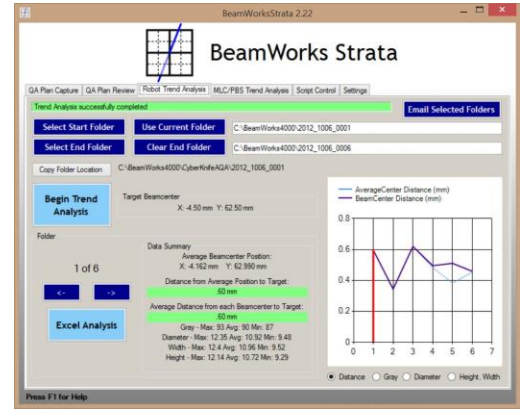 BeamWorksStrata 2.22
BeamWorks Strata
QA Plan Capture QA Plan Review Robot Trend Analysis MLC/PBS Trend Analysis Script Control Settings
Trend Analysis successfully completed
Email Selected Folders
Select Start Folder Use Current Folder C:\BeamWorks4000\2012_1006_0001
Select End Folder Clear End Folder C:\BeamWorks4000\2012_1006_0006
Copy Folder Location C:\BeamWorks4000\CyberKnifeAQA\2012_1006_0001
Begin Trend Analysis
Target Beamcenter
X: -4.50 mm Y: 62.50 mm
Folder
1 of 6
<- ->
Excel Analysis
Data Summary
Average Beamcenter Position:
X: -4.162 mm Y: 62.990 mm
Distance from Average Position to Target:
.60 mm
Average Distance from each Beamcenter to Target:
.60 mm
Gray - Max: 93 Avg: 90 Min: 87
Diameter - Max: 12.35 Avg: 10.92 Min: 9.48
Width - Max: 12.4 Avg: 10.96 Min: 9.52
Height - Max: 12.14 Avg: 10.72 Min: 9.29
AverageCenter Distance (mm)
BeamCenter Distance (mm)
0.8
0.6
0.4
0.2
0
0 1 2 3 4 5 6 7
Distance Gray Diameter Height, Width
Press F1 for Help